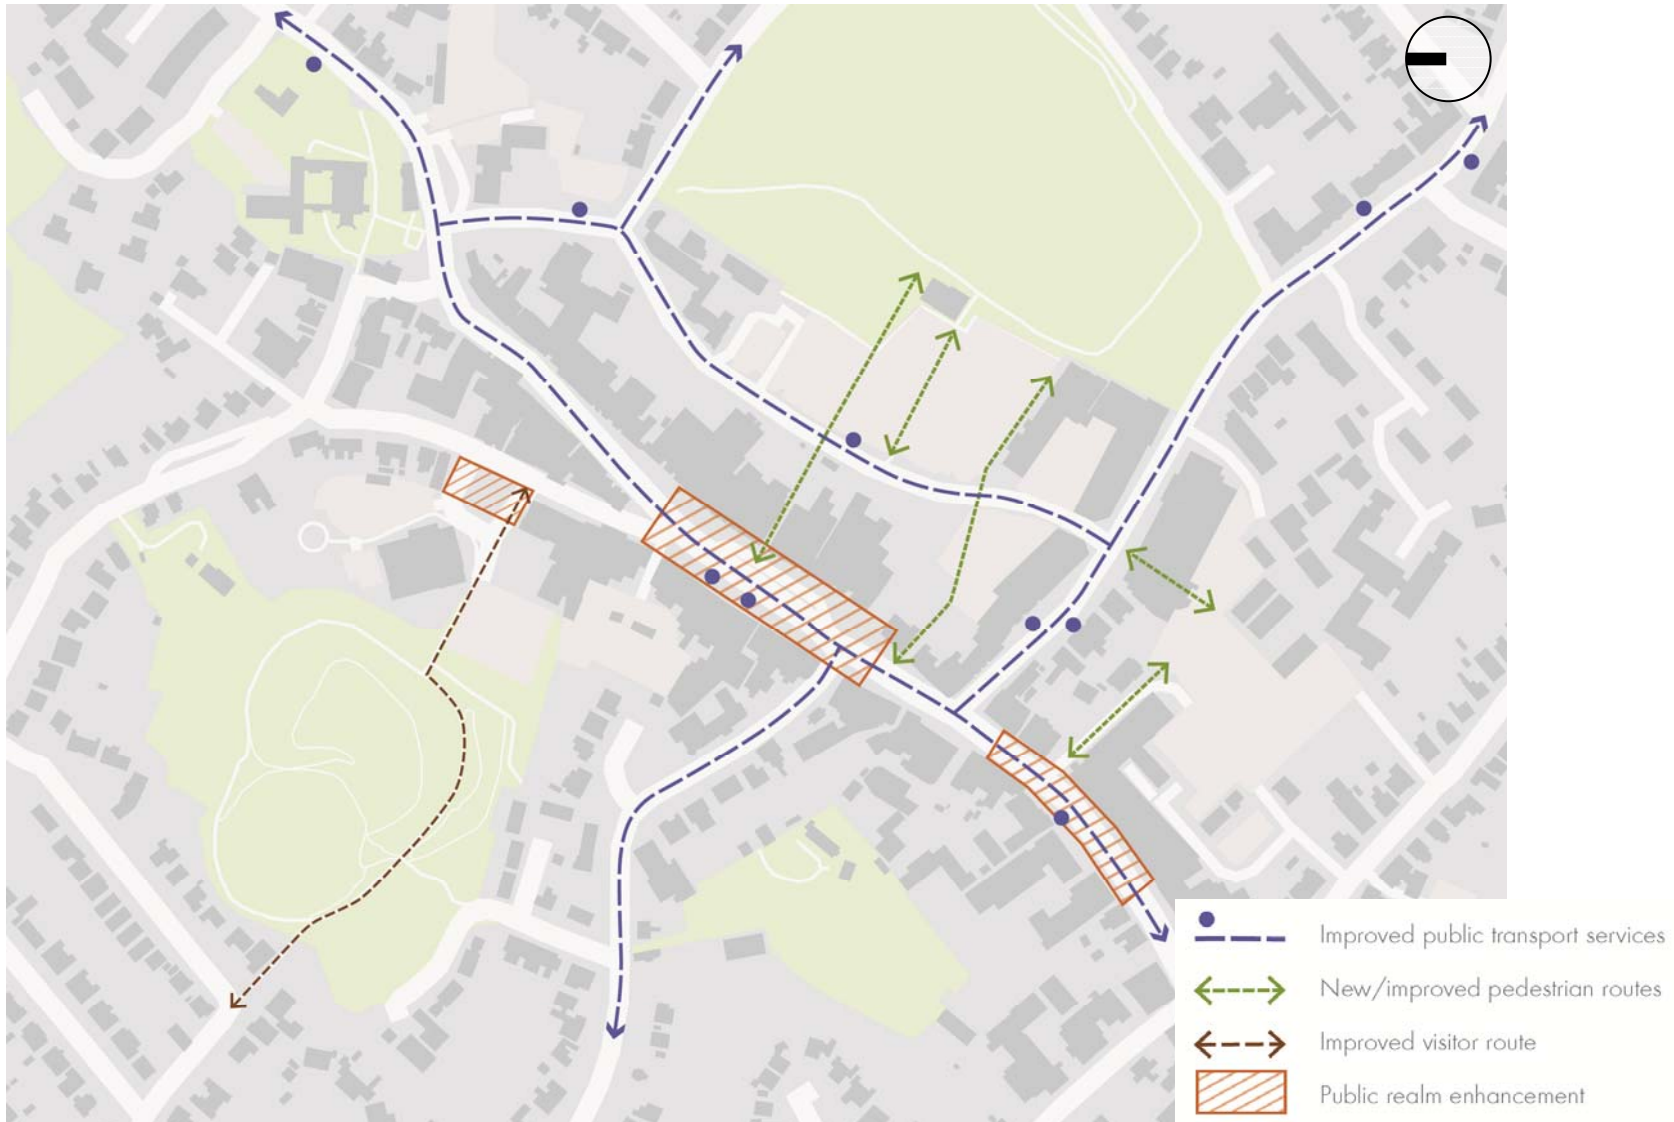 Improved public transport services
New/improved pedestrian routes
Improved visitor route
Public realm enhancement